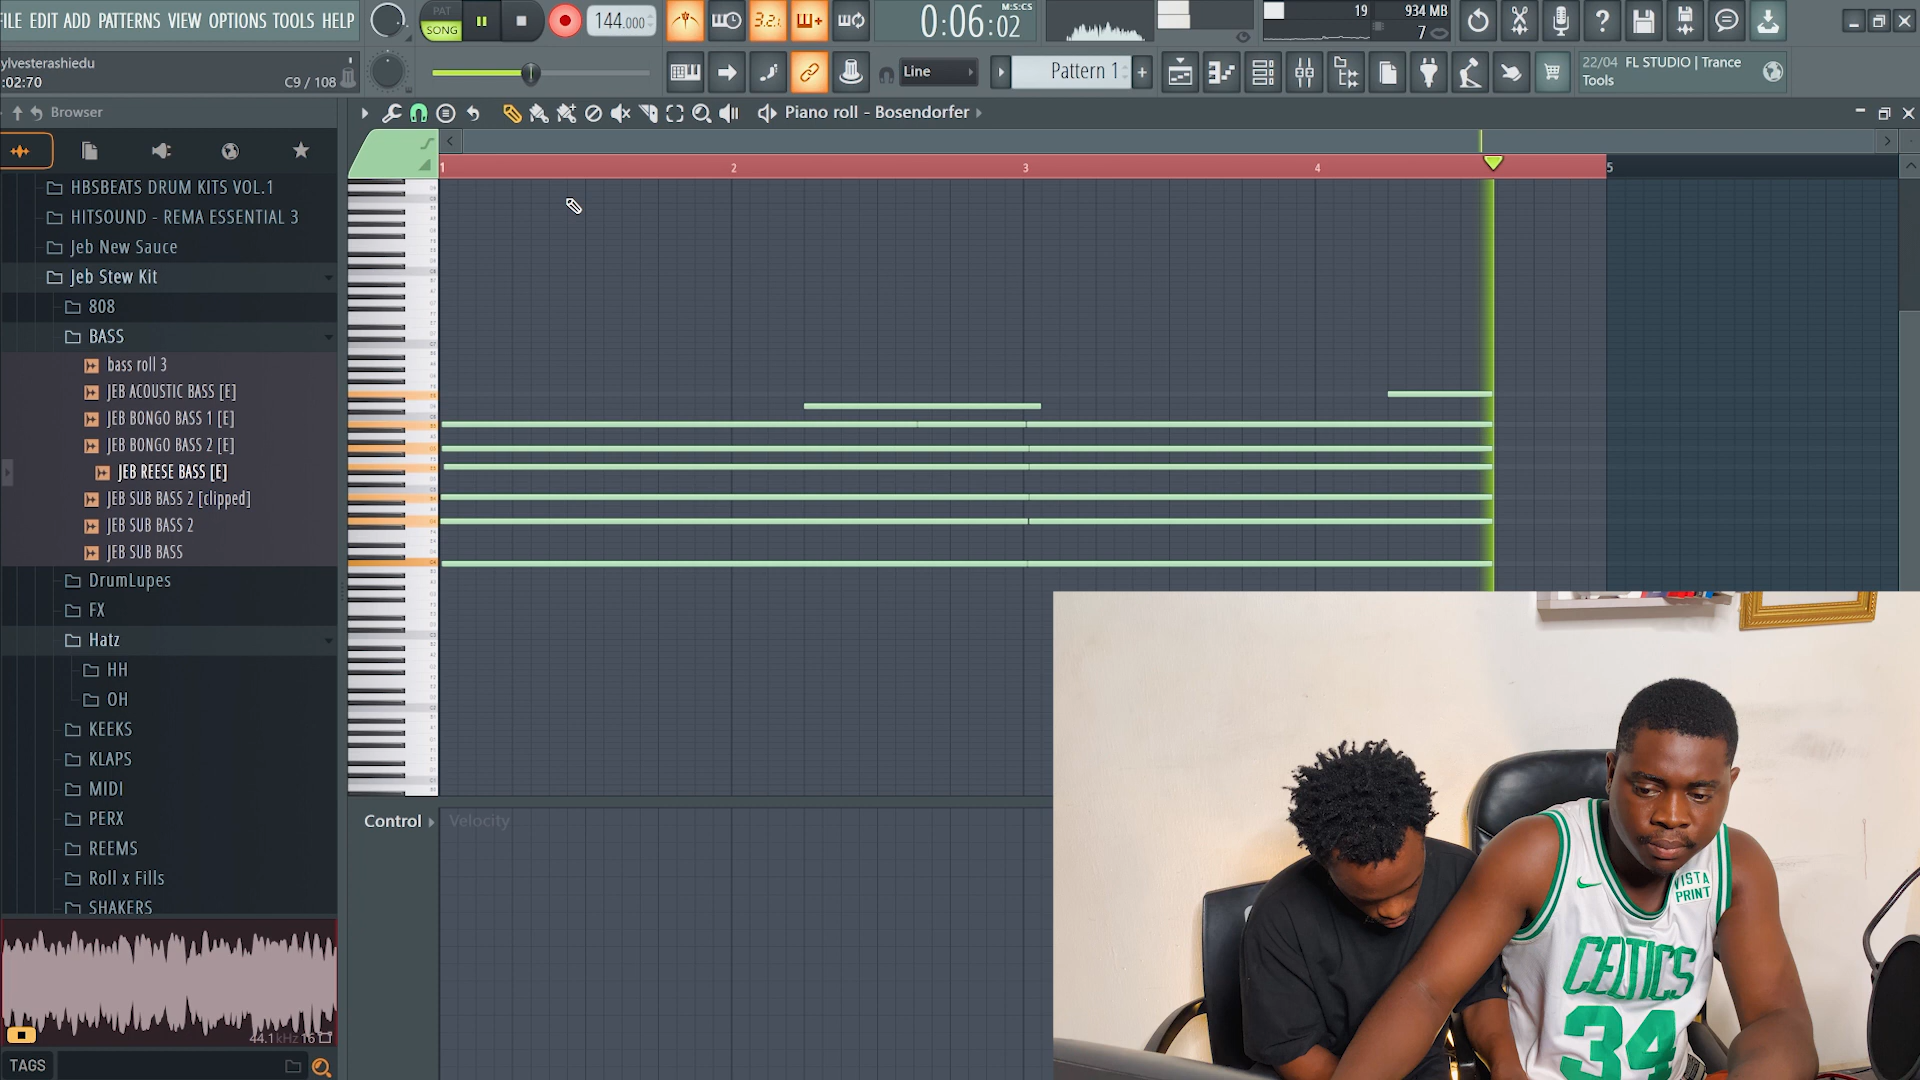 FILE EDIT ADD PATTERNS VIEW OPTIONS TOOLS HELP
PAT
SONG
144.000
3.2.
0:06:02
M:S:CS
19
934 MB
7
ylvesterashiedu
:02:70
C9 / 108
Line
Pattern 1
22/04 FL STUDIO | Trance
Tools
Browser
Piano roll - Bosendorfer
1
2
3
4
5
HBSBEATS DRUM KITS VOL.1
HITSOUND - REMA ESSENTIAL 3
Jeb New Sauce
Jeb Stew Kit
808
BASS
bass roll 3
JEB ACOUSTIC BASS [E]
JEB BONGO BASS 1 [E]
JEB BONGO BASS 2 [E]
JEB REESE BASS [E]
JEB SUB BASS 2 [clipped]
JEB SUB BASS 2
JEB SUB BASS
DrumLupes
FX
Hatz
HH
OH
KEEKS
KLAPS
MIDI
PERX
REEMS
Roll x Fills
SHAKERS
44.1kHz 16
TAGS
Control
Velocity
VISTA
PRINT
CELTICS
34